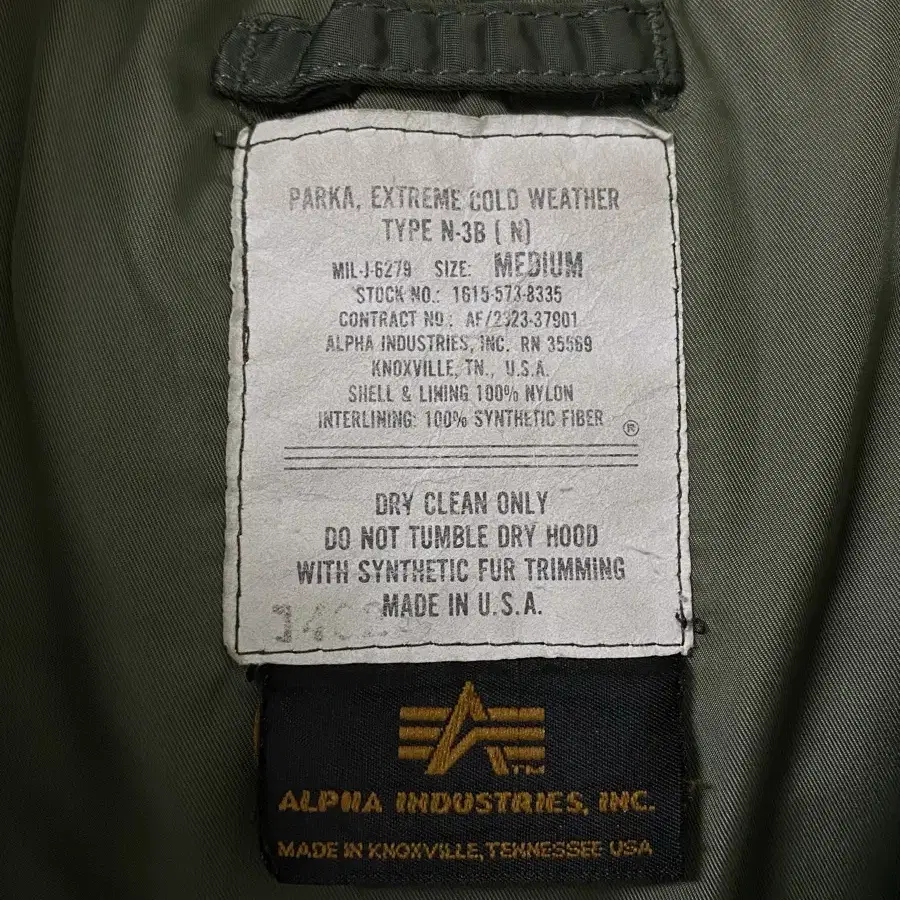 PARKA, EXTREME COLD WEATHER
TYPE N-3B ( N)
MIL-J-6279 SIZE: MEDIUM
STOCK NO.: 1615-573-8335
CONTRACT NO.: AF/2323-37901
ALPHA INDUSTRIES, INC. RN 35569
KNOXVILLE, TN., U.S.A.
SHELL & LINING 100% NYLON
INTERLINING: 100% SYNTHETIC FIBER ®
DRY CLEAN ONLY
DO NOT TUMBLE DRY HOOD
WITH SYNTHETIC FUR TRIMMING
MADE IN U.S.A.
TM
ALPHA INDUSTRIES, INC.
MADE IN KNOXVILLE, TENNESSEE USA